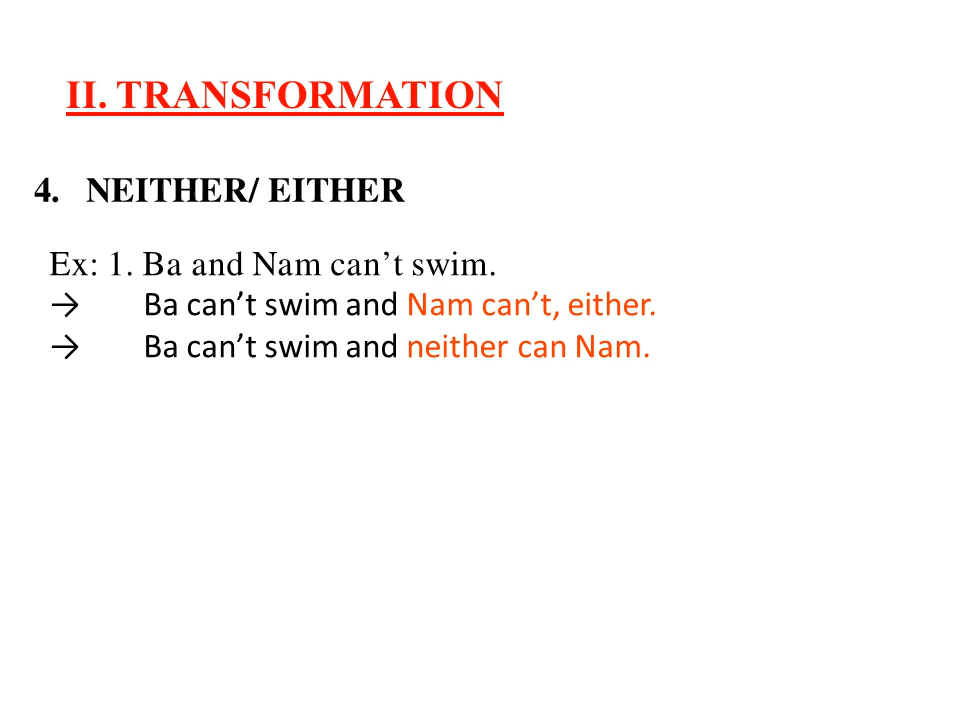 II. TRANSFORMATION
4. NEITHER/ EITHER
Ex: 1. Ba and Nam can’t swim.
→ Ba can’t swim and Nam can’t, either.
→ Ba can’t swim and neither can Nam.